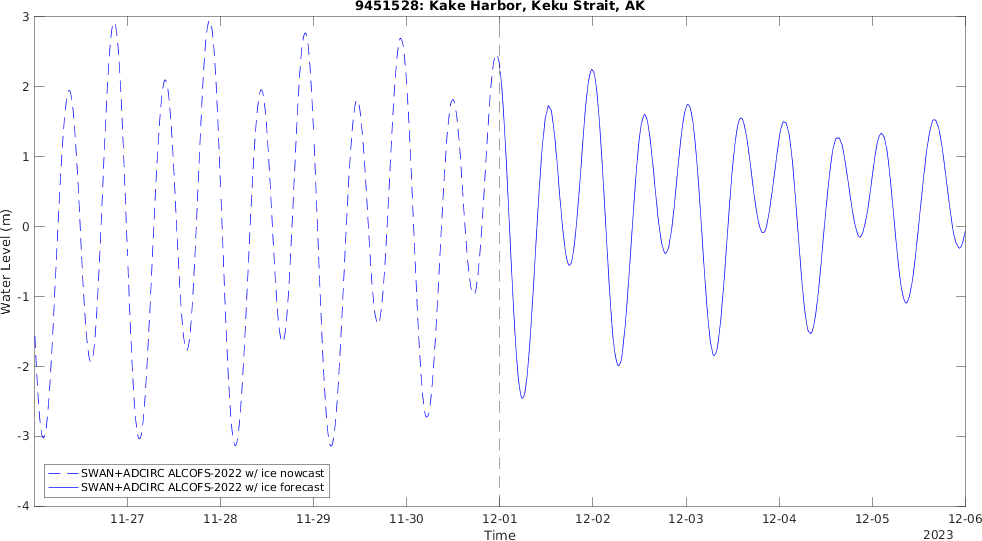 9451528: Kake Harbor, Keku Strait, AK
3
2
1
0
-1
-2
-3
-4
Water Level (m)
SWAN+ADCIRC ALCOFS-2022 w/ ice nowcast
SWAN+ADCIRC ALCOFS-2022 w/ ice forecast
11-27 11-28 11-29 11-30 12-01 12-02 12-03 12-04 12-05 12-06
Time
2023